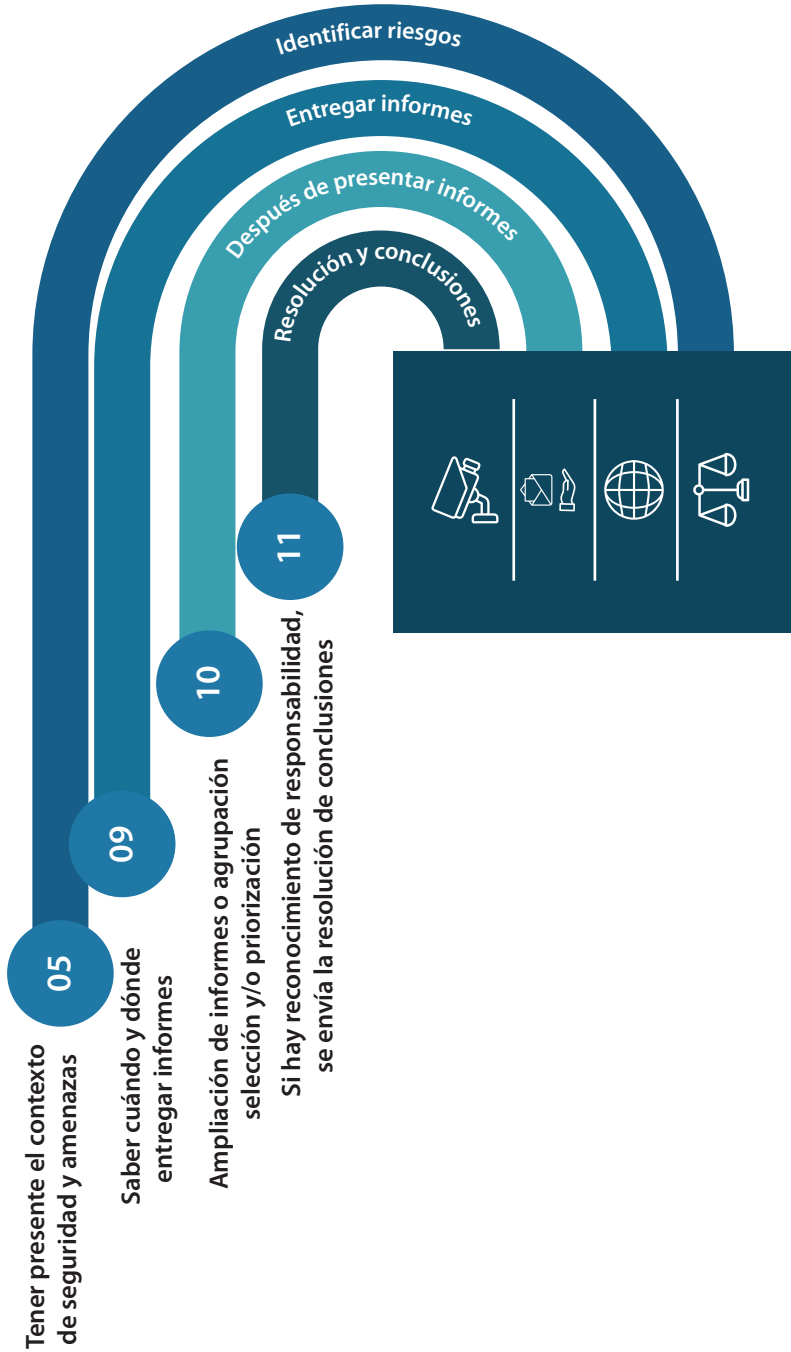 Identificar riesgos
Entregar informes
Después de presentar informes
Resolución y conclusiones
05
Tener presente el contexto
de seguridad y amenazas
09
Saber cuándo y dónde
entregar informes
10
Ampliación de informes o agrupación
selección y/o priorización
11
Si hay reconocimiento de responsabilidad,
se envía la resolución de conclusiones